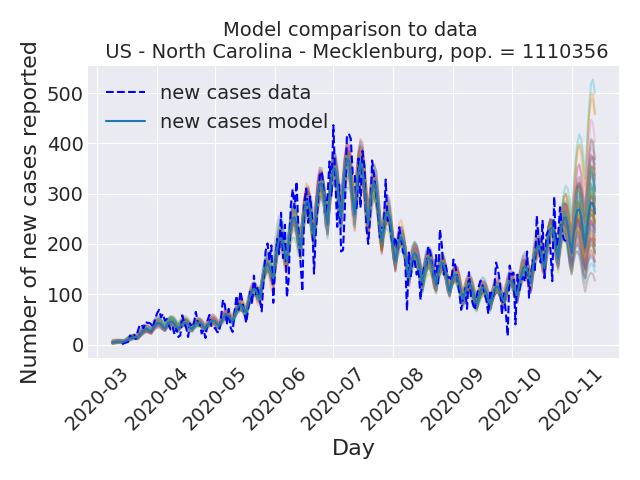 Model comparison to data
US - North Carolina - Mecklenburg, pop. = 1110356
Number of new cases reported
500
400
300
200
100
0
new cases data
new cases model
2020-03
2020-04
2020-05
2020-06
2020-07
2020-08
2020-09
2020-10
2020-11
Day